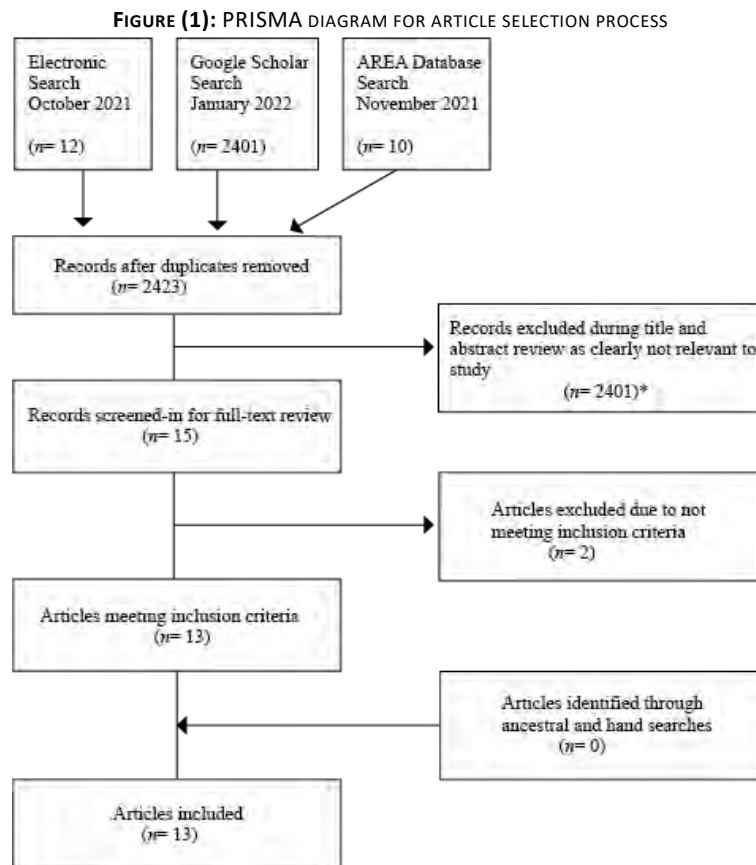 FIGURE (1): PRISMA DIAGRAM FOR ARTICLE SELECTION PROCESS
Electronic
Search
October 2021
(n= 12)
Google Scholar
Search
January 2022
(n= 2401)
AREA Database
Search
November 2021
(n= 10)
Records after duplicates removed
(n= 2423)
Records excluded during title and
abstract review as clearly not relevant to
study
(n= 2401)*
Records screened-in for full-text review
(n= 15)
Articles excluded due to not
meeting inclusion criteria
(n= 2)
Articles meeting inclusion criteria
(n= 13)
Articles identified through
ancestral and hand searches
(n= 0)
Articles included
(n= 13)